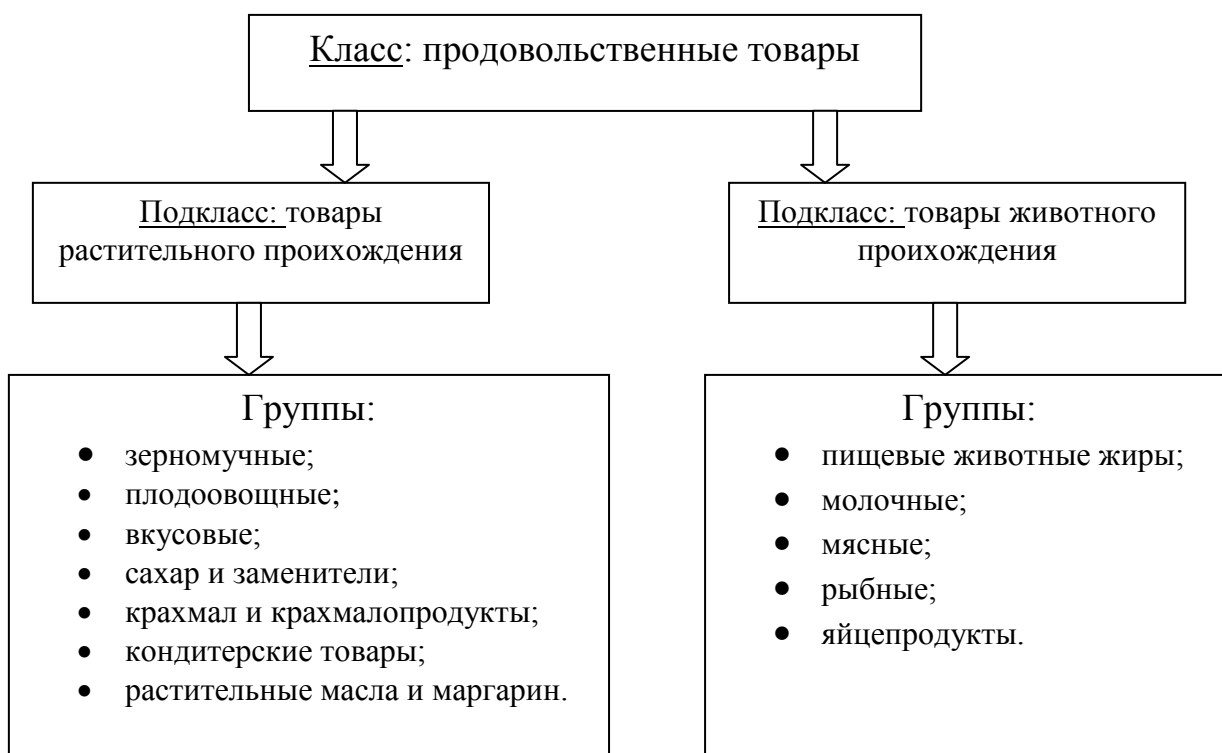 Класс: продовольственные товары
Подкласс: товары
растительного происхождения
Подкласс: товары животного
происхождения
Группы:
• зерномучные;
• плодоовощные;
• вкусовые;
• сахар и заменители;
• крахмал и крахмалопродукты;
• кондитерские товары;
• растительные масла и маргарин.
Группы:
• пищевые животные жиры;
• молочные;
• мясные;
• рыбные;
• яйцепродукты.